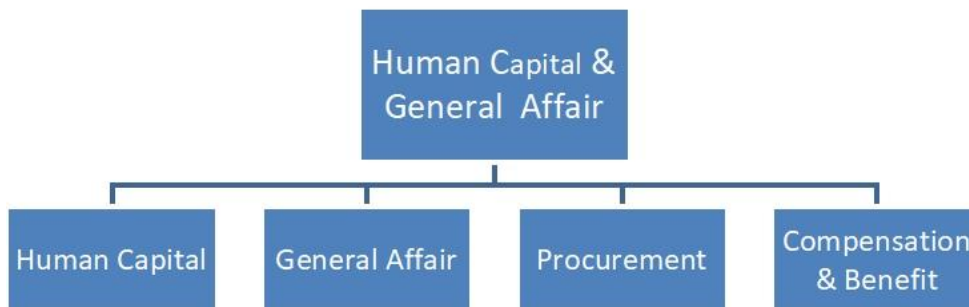 Human Capital &
General Affair
Human Capital
General Affair
Procurement
Compensation
& Benefit